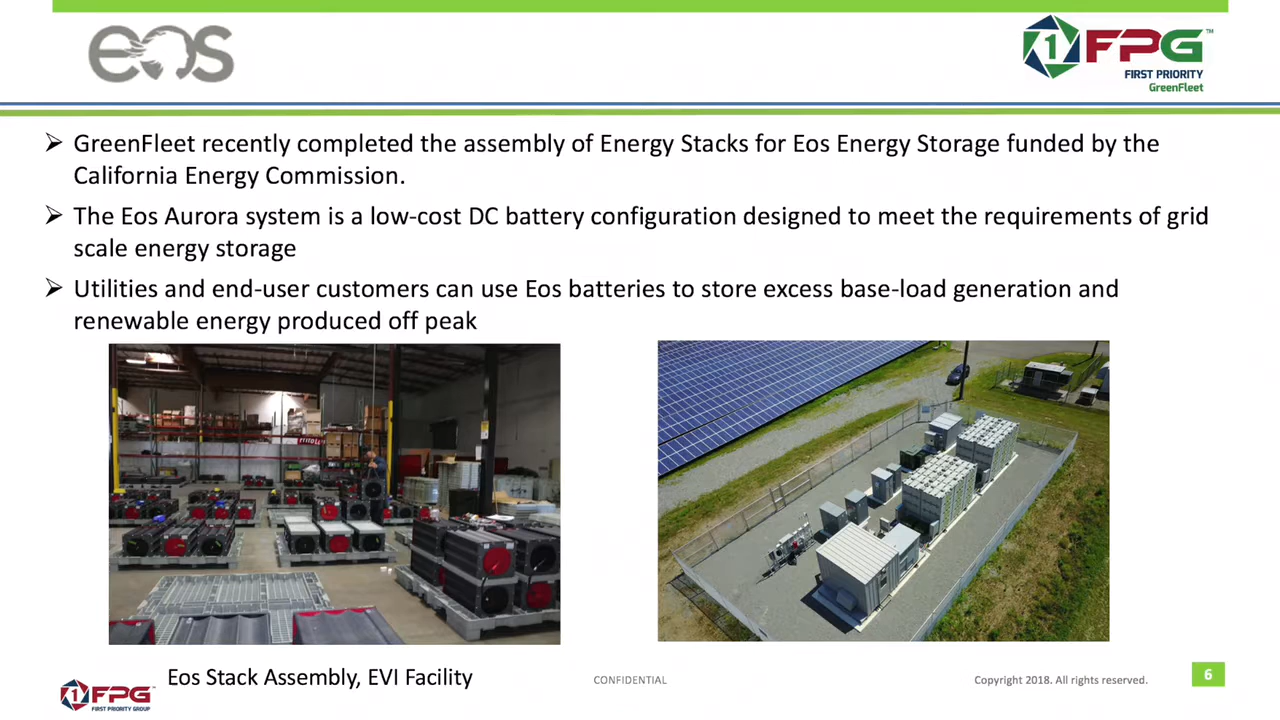 eos
1FPG™
FIRST PRIORITY
GreenFleet
➢ GreenFleet recently completed the assembly of Energy Stacks for Eos Energy Storage funded by the
California Energy Commission.
➢ The Eos Aurora system is a low-cost DC battery configuration designed to meet the requirements of grid
scale energy storage
➢ Utilities and end-user customers can use Eos batteries to store excess base-load generation and
renewable energy produced off peak
Eos Stack Assembly, EVI Facility
1FPG
FIRST PRIORITY GROUP
CONFIDENTIAL
Copyright 2018. All rights reserved.
6